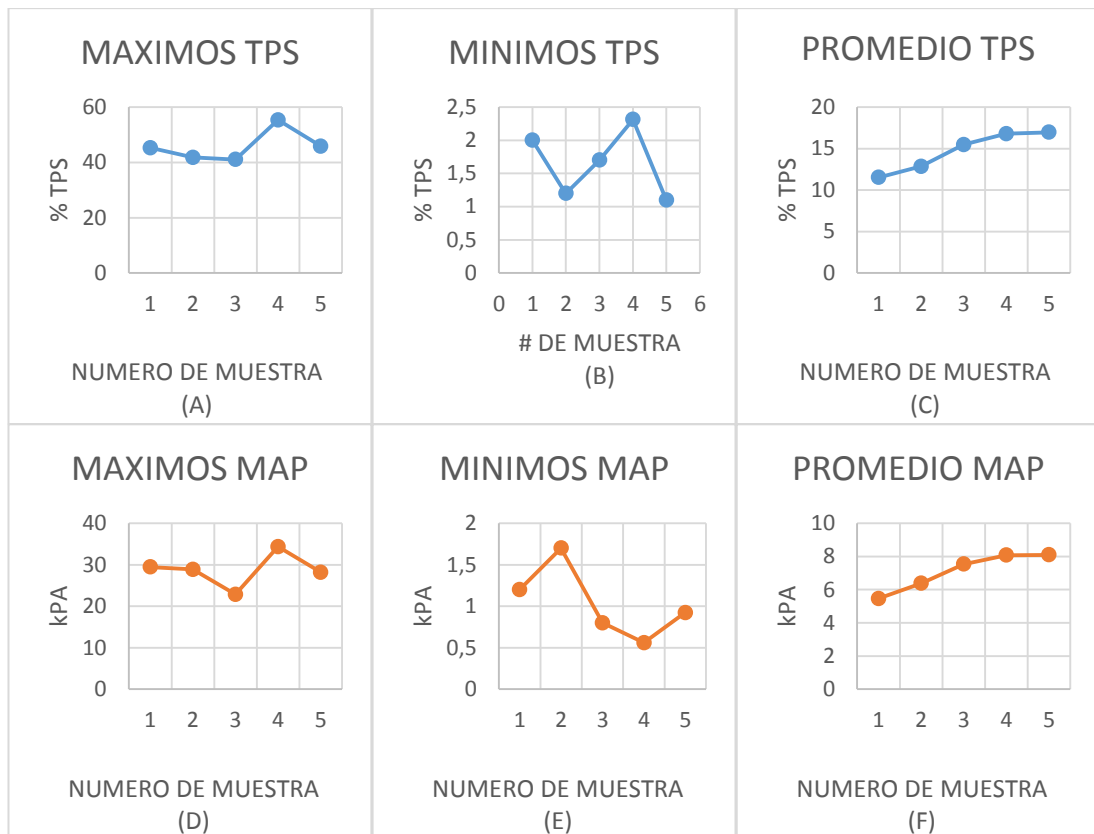 MAXIMOS TPS
60
40
20
0
% TPS
1 2 3 4 5
NUMERO DE MUESTRA
(A)
MINIMOS TPS
2,5
2
1,5
1
0,5
0
% TPS
0 1 2 3 4 5 6
# DE MUESTRA
(B)
PROMEDIO TPS
20
15
10
5
0
% TPS
1 2 3 4 5
NUMERO DE MUESTRA
(C)
MAXIMOS MAP
40
30
20
10
0
kPA
1 2 3 4 5
NUMERO DE MUESTRA
(D)
MINIMOS MAP
2
1,5
1
0,5
0
kPA
1 2 3 4 5
NUMERO DE MUESTRA
(E)
PROMEDIO MAP
10
8
6
4
2
0
kPA
1 2 3 4 5
NUMERO DE MUESTRA
(F)